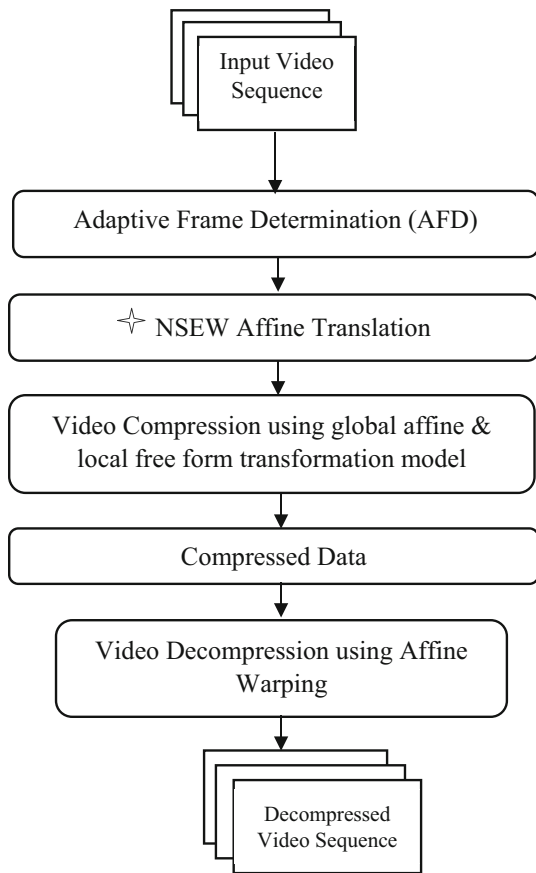 Input Video
Sequence
Adaptive Frame Determination (AFD)
NSEW Affine Translation
Video Compression using global affine &
local free form transformation model
Compressed Data
Video Decompression using Affine
Warping
Decompressed
Video Sequence